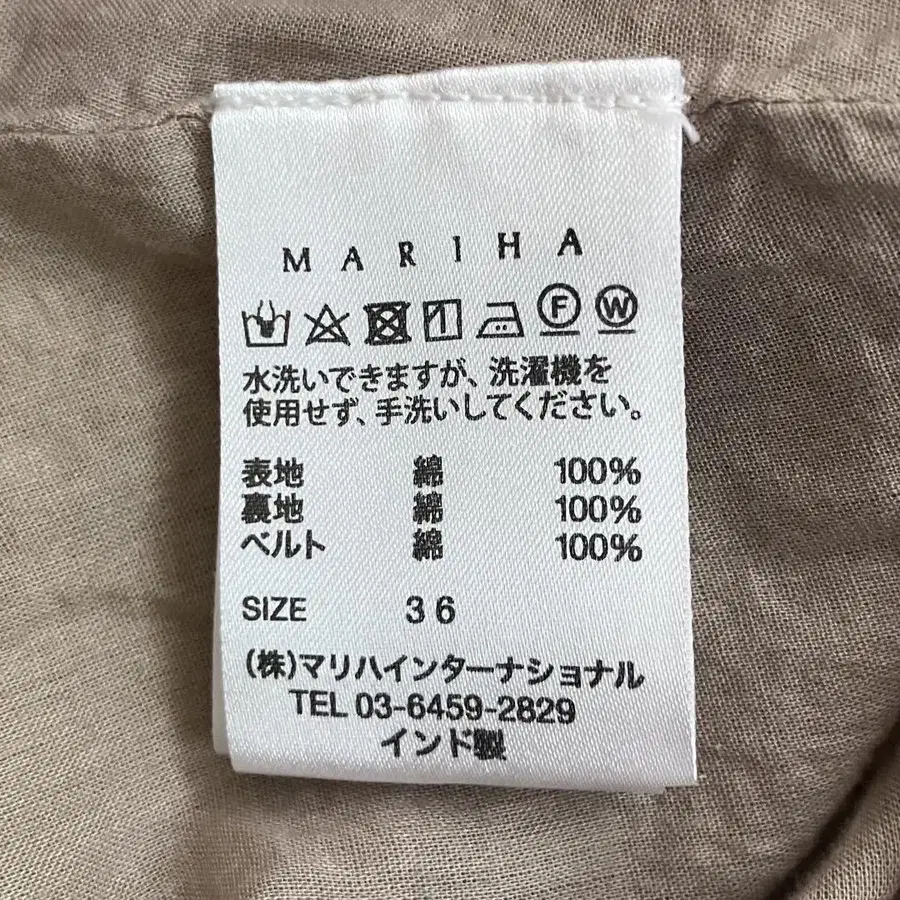 MARIHA
F W
水洗いできますが、洗濯機を
使用せず、手洗いしてください。
表地 綿 100%
裏地 綿 100%
ベルト 綿 100%
SIZE 36
(株)マリハインターナショナル
TEL 03-6459-2829
インド製